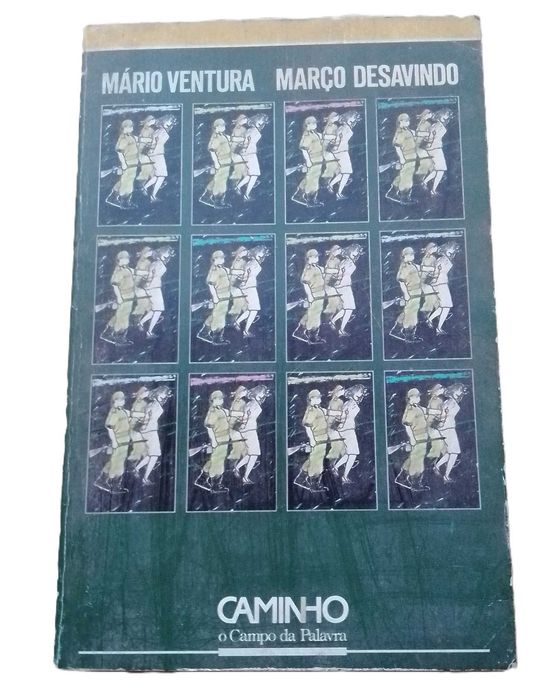 MÁRIO VENTURA MARÇO DESAVINDO
CAMINHO
o Campo da Palavra